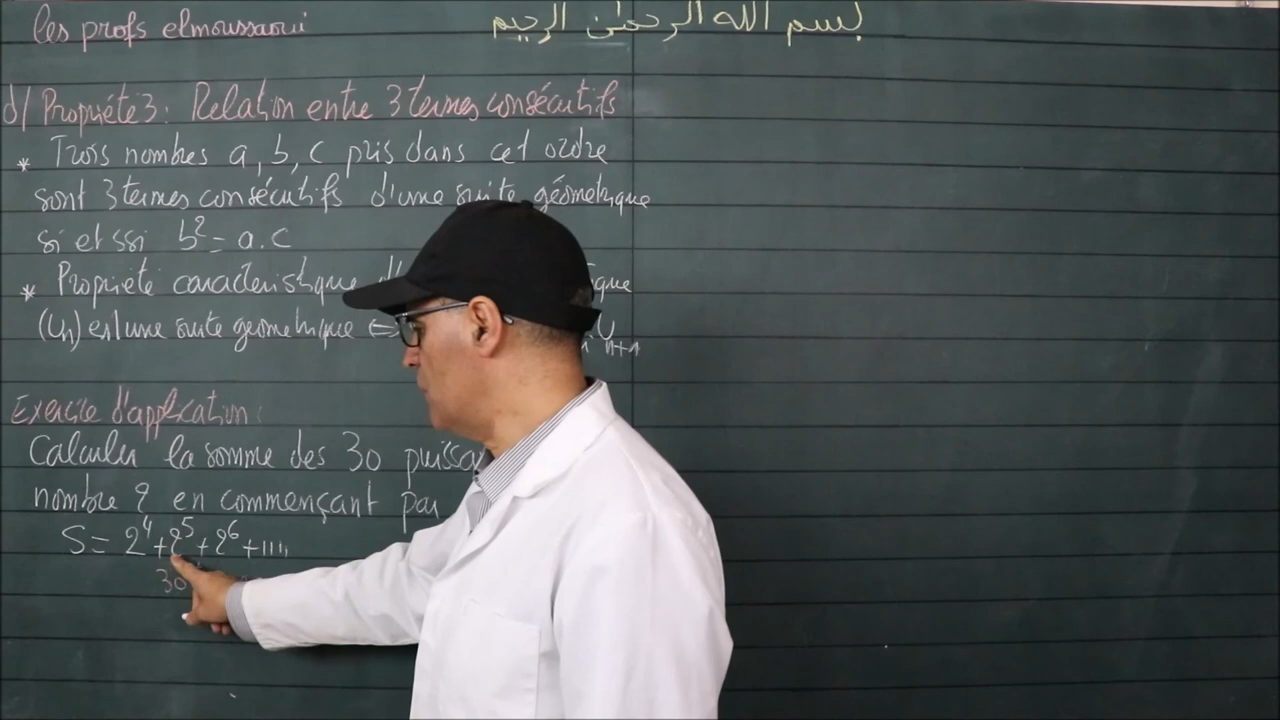 les profs elmoussaoui
بسم الله الرحمان الرحيم
d/ Propriété 3: Relation entre 3 termes consécutifs
* Trois nombres a, b, c pris dans cet ordre
sont 3 termes consécutifs d'une suite géométrique
si et ssi b² = a.c
* Propriété caractéristique
(Un) est une suite géométrique ⇔ U n+1
Exercice d'application:
Calculer la somme des 30
nombre 2 en commençant par
S = 2⁴ + 2⁵ + 2⁶ + ....
30